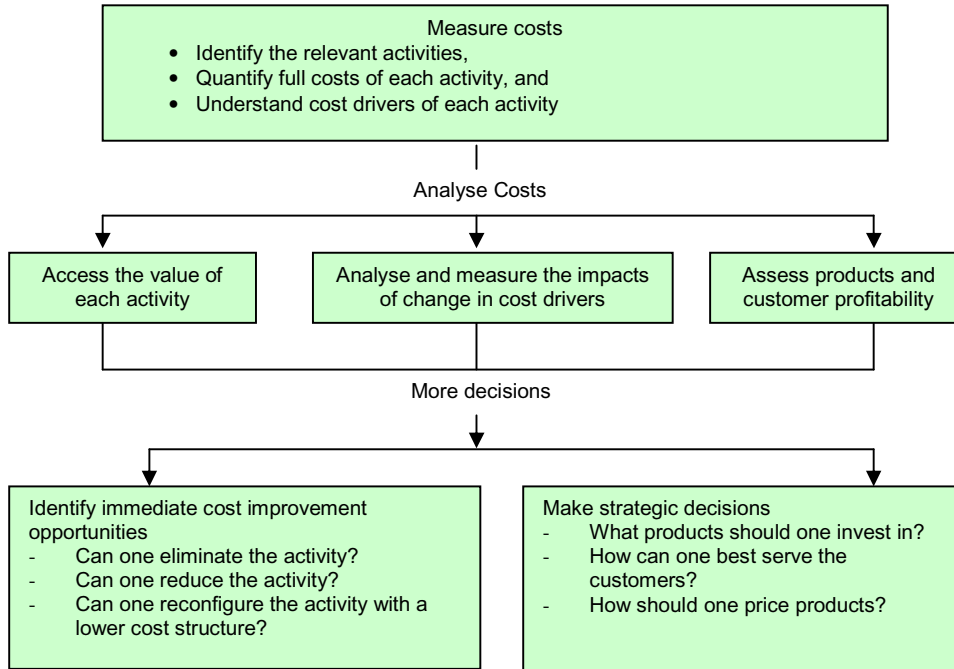 Measure costs
• Identify the relevant activities,
• Quantify full costs of each activity, and
• Understand cost drivers of each activity
Analyse Costs
Access the value of
each activity
Analyse and measure the impacts
of change in cost drivers
Assess products and
customer profitability
More decisions
Identify immediate cost improvement
opportunities
- Can one eliminate the activity?
- Can one reduce the activity?
- Can one reconfigure the activity with a
lower cost structure?
Make strategic decisions
- What products should one invest in?
- How can one best serve the
customers?
- How should one price products?